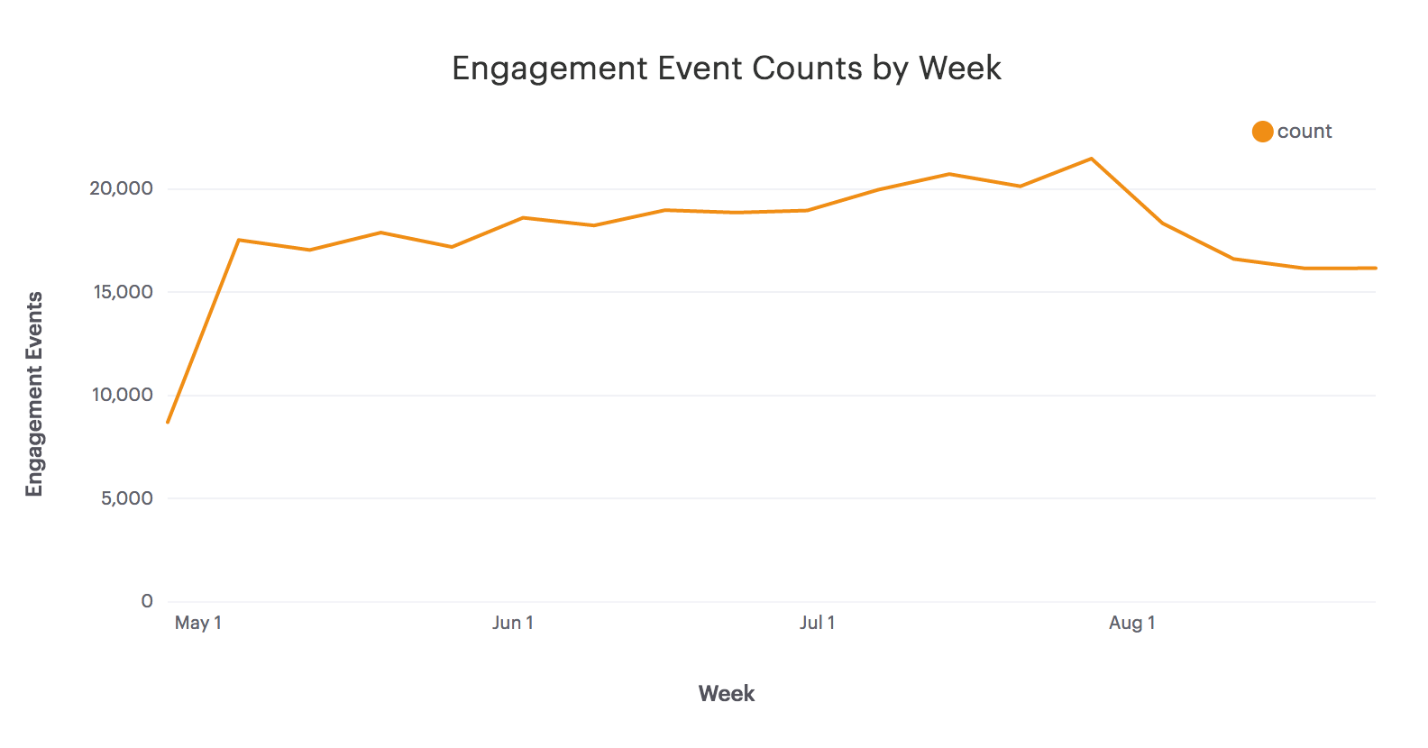 Engagement Event Counts by Week
count
Engagement Events
20,000
15,000
10,000
5,000
0
May 1
Jun 1
Jul 1
Aug 1
Week